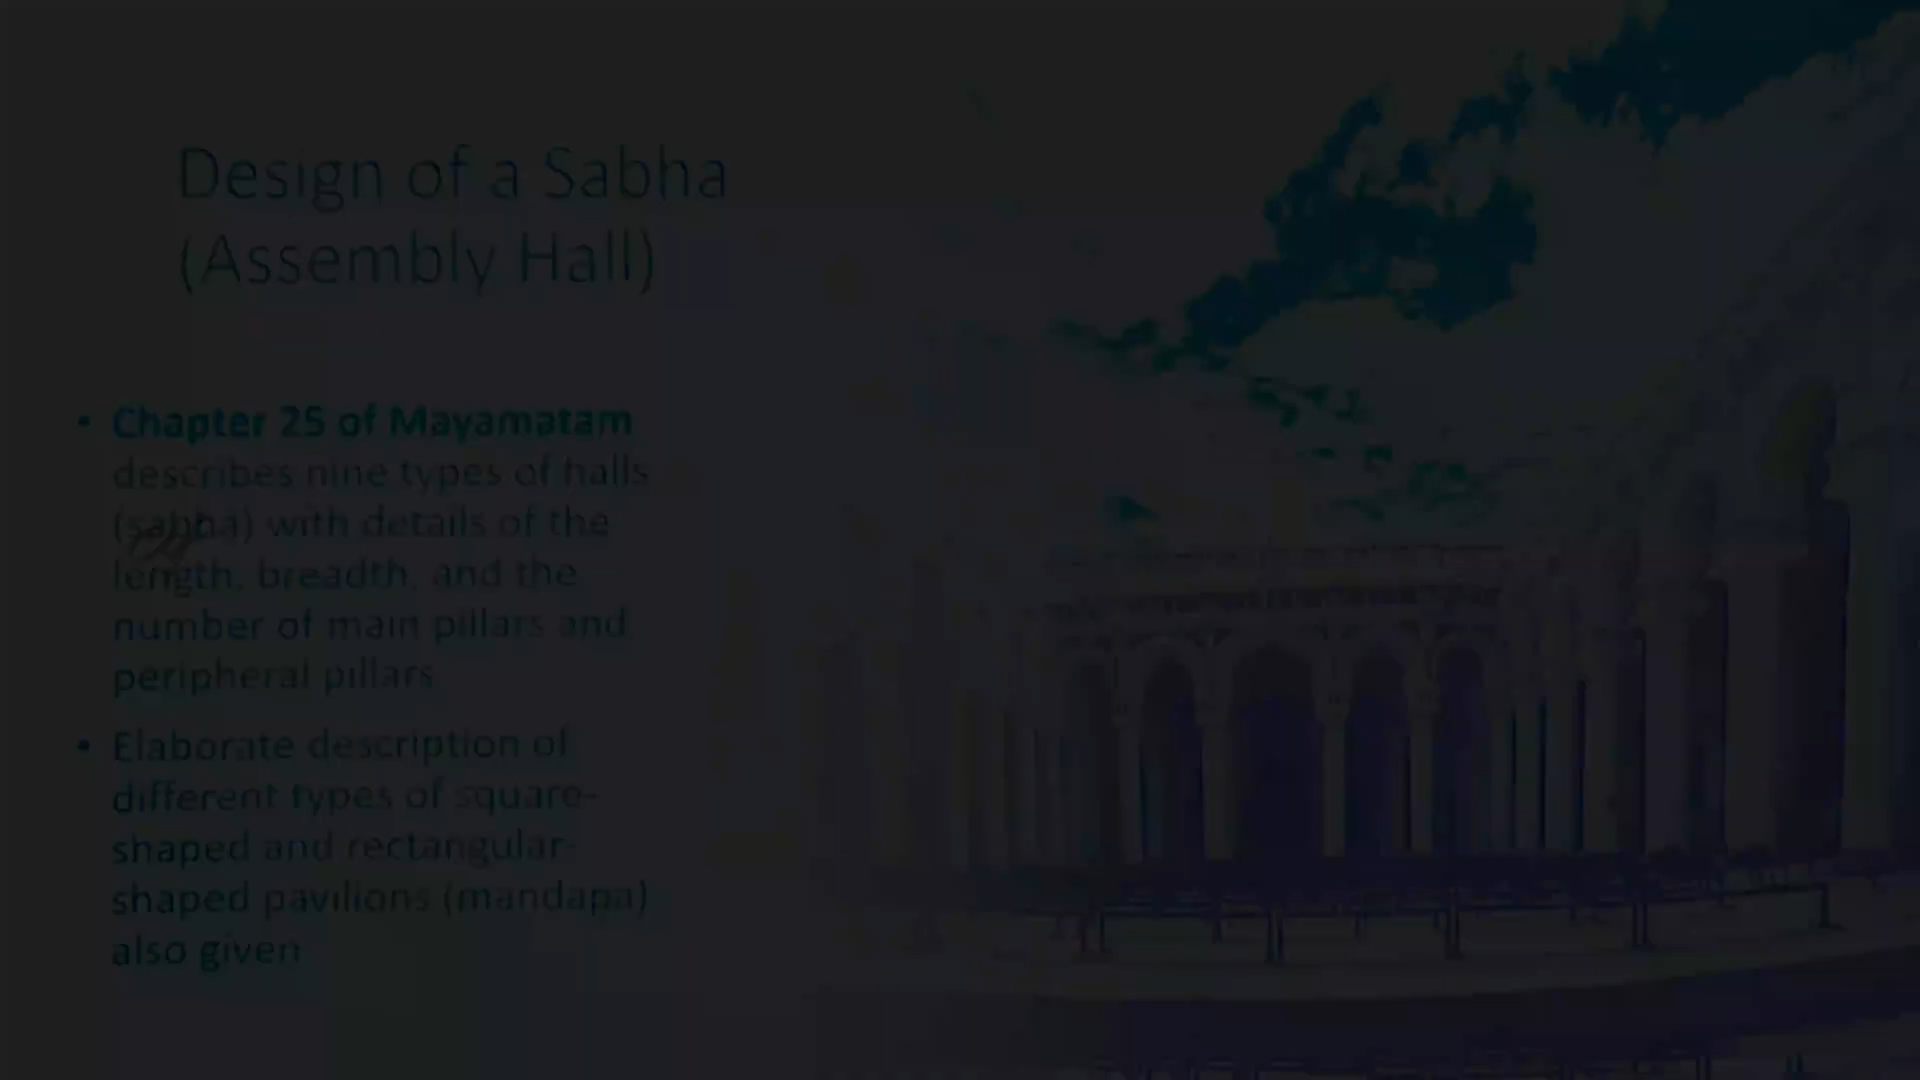 Design of a Sabha
(Assembly Hall)
• Chapter 25 of Mayamatam
describes nine types of halls
(sabha) with details of the
length, breadth, and the
number of main pillars and
peripheral pillars
• Elaborate description of
different types of square-
shaped and rectangular-
shaped pavilions (mandapa)
also given